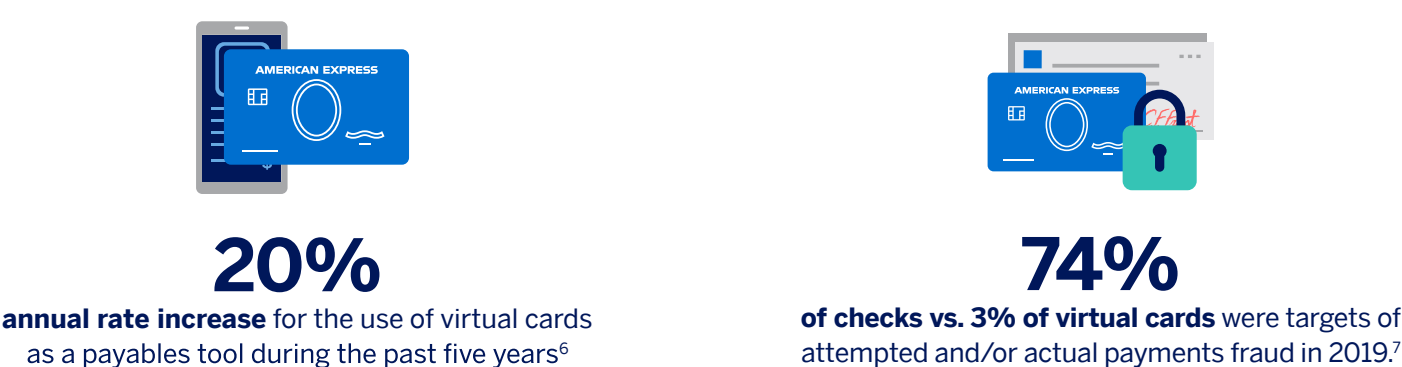 AMERICAN EXPRESS
20%
annual rate increase for the use of virtual cards
as a payables tool during the past five years⁶
AMERICAN EXPRESS
74%
of checks vs. 3% of virtual cards were targets of
attempted and/or actual payments fraud in 2019.⁷